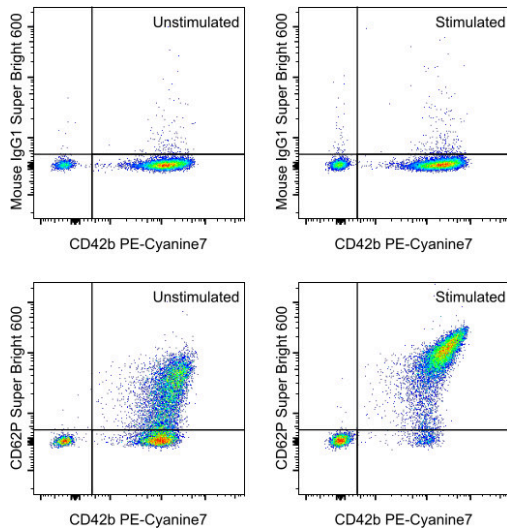 Unstimulated
Mouse IgG1 Super Bright 600
CD42b PE-Cyanine7
Stimulated
Mouse IgG1 Super Bright 600
CD42b PE-Cyanine7
Unstimulated
CD62P Super Bright 600
CD42b PE-Cyanine7
Stimulated
CD62P Super Bright 600
CD42b PE-Cyanine7